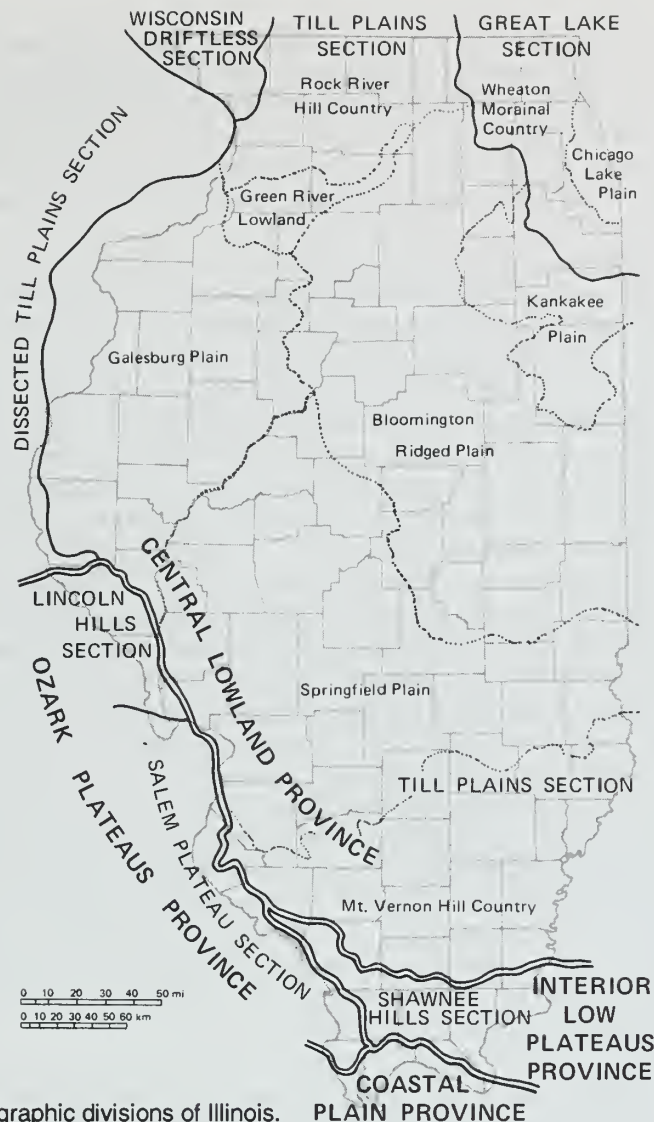 WISCONSIN
DRIFTLESS
SECTION
TILL PLAINS
SECTION
GREAT LAKE
SECTION
Rock River
Hill Country
Wheaton
Morainal
Country
Chicago
Lake
Plain
Green River
Lowland
DISSECTED TILL PLAINS SECTION
Kankakee
Plain
Galesburg Plain
Bloomington
Ridged Plain
LINCOLN
HILLS
SECTION
CENTRAL LOWLAND PROVINCE
OZARK PLATEAUS PROVINCE
SALEM PLATEAU SECTION
Springfield Plain
TILL PLAINS SECTION
Mt. Vernon Hill Country
0 10 20 30 40 50 mi
0 10 20 30 40 50 60 km
SHAWNEE
HILLS SECTION
INTERIOR
LOW
PLATEAUS
PROVINCE
COASTAL
PLAIN PROVINCE
graphic divisions of Illinois.